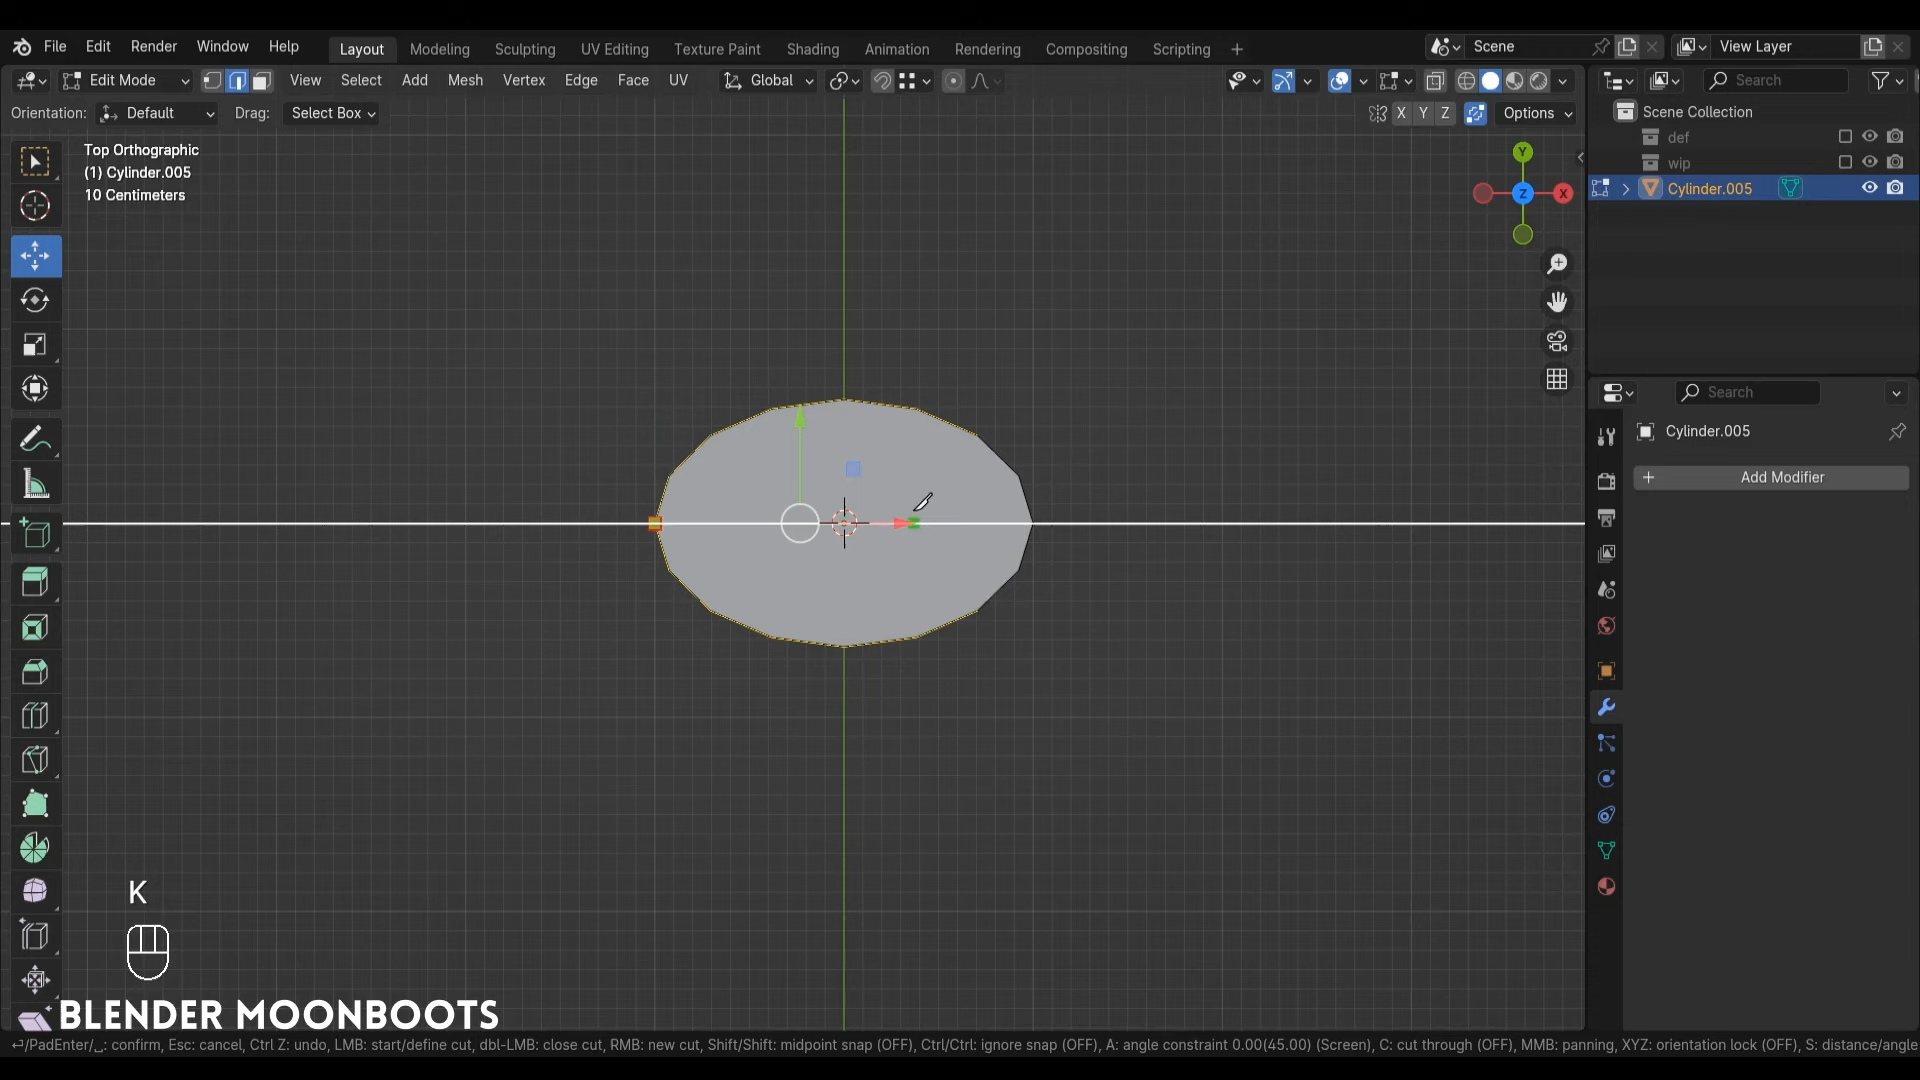 File Edit Render Window Help Layout Modeling Sculpting UV Editing Texture Paint Shading Animation Rendering Compositing Scripting + Scene View Layer
Edit Mode View Select Add Mesh Vertex Edge Face UV Global Search
Orientation: Default Drag: Select Box X Y Z Options
Scene Collection
def
wip
Cylinder.005
Top Orthographic
(1) Cylinder.005
10 Centimeters
Y
Z
X
Search
Cylinder.005
+ Add Modifier
K
BLENDER MOONBOOTS
⏎/PadEnter/␣: confirm, Esc: cancel, Ctrl Z: undo, LMB: start/define cut, dbl-LMB: close cut, RMB: new cut, Shift/Shift: midpoint snap (OFF), Ctrl/Ctrl: ignore snap (OFF), A: angle constraint 0.00(45.00) (Screen), C: cut through (OFF), MMB: panning, XYZ: orientation lock (OFF), S: distance/angle